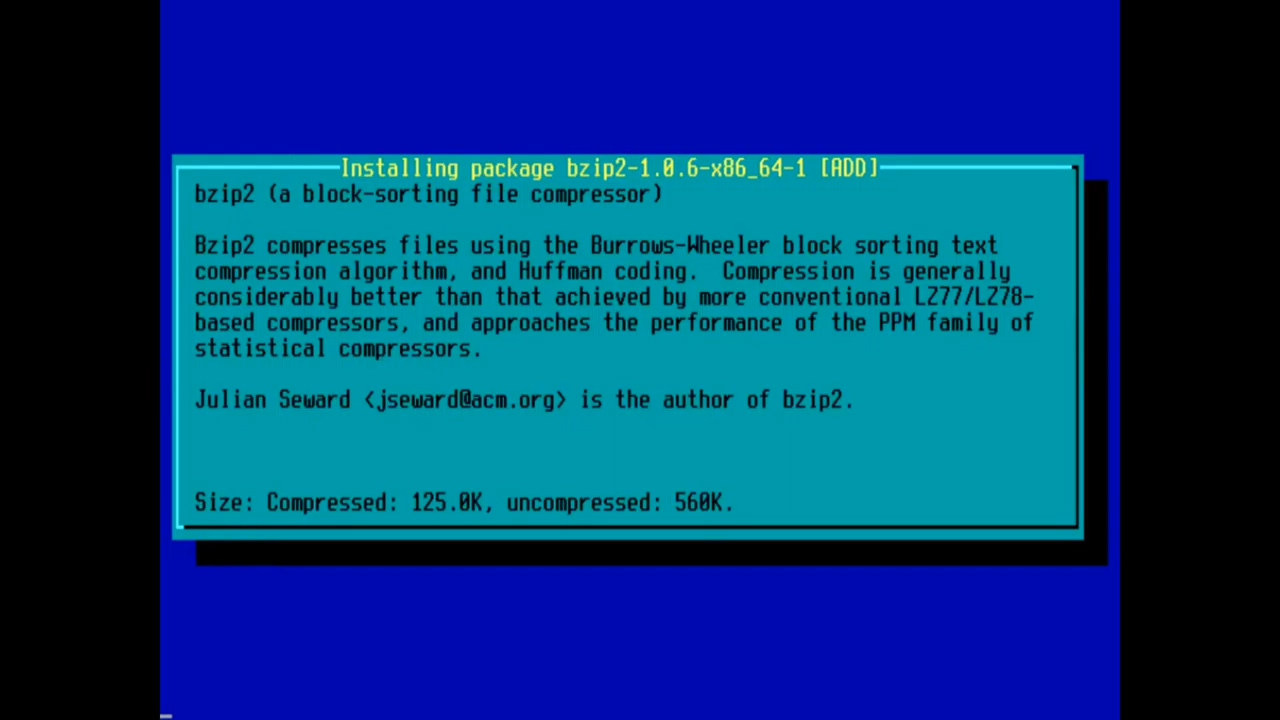 Installing package bzip2-1.0.6-x86_64-1 [ADD]
bzip2 (a block-sorting file compressor)
Bzip2 compresses files using the Burrows-Wheeler block sorting text
compression algorithm, and Huffman coding.  Compression is generally
considerably better than that achieved by more conventional LZ77/LZ78-
based compressors, and approaches the performance of the PPM family of
statistical compressors.
Julian Seward <jseward@acm.org> is the author of bzip2.
Size: Compressed: 125.0K, uncompressed: 560K.